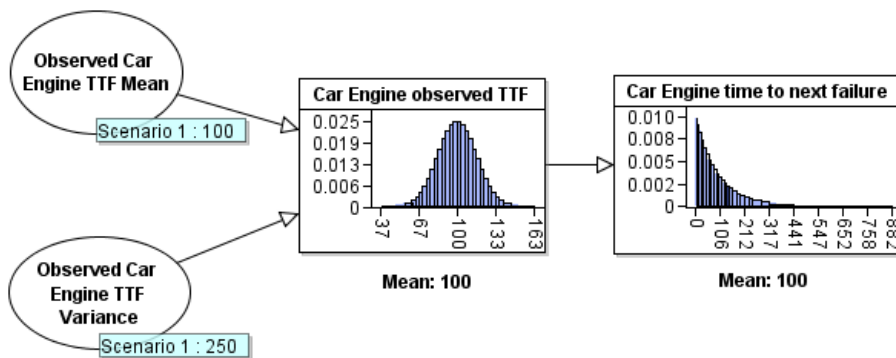 Observed Car
Engine TTF Mean
Scenario 1 : 100
Observed Car
Engine TTF
Variance
Scenario 1 : 250
Car Engine observed TTF
0.025
0.019
0.013
0.006
0
37
67
100
133
163
Mean: 100
Car Engine time to next failure
0.010
0.008
0.005
0.002
0
0
106
212
317
441
547
652
758
882
Mean: 100